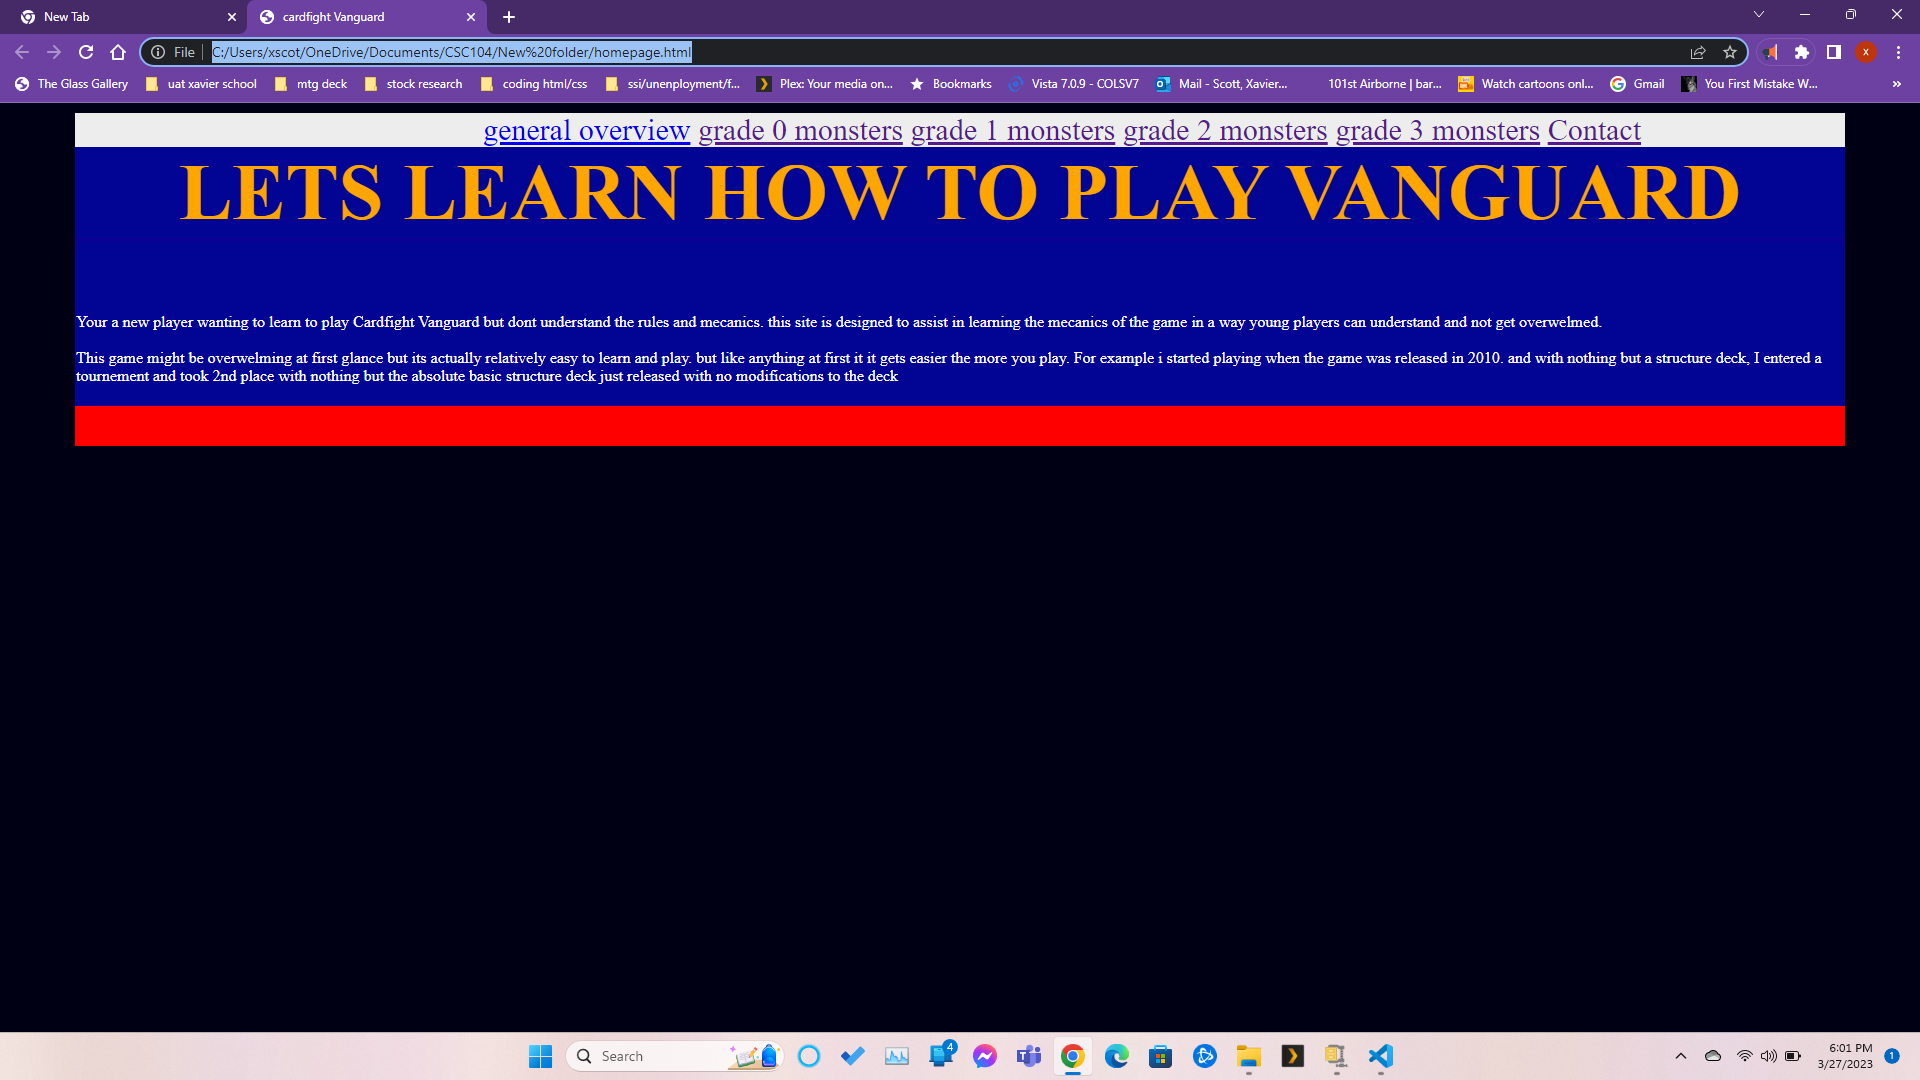 New Tab
cardfight Vanguard
File
C:/Users/xscot/OneDrive/Documents/CSC104/New%20folder/homepage.html
X
The Glass Gallery
uat xavier school
mtg deck
stock research
coding html/css
ssi/unenployment/f...
Plex: Your media on...
Bookmarks
Vista 7.0.9 - COLSV7
Mail - Scott, Xavier...
101st Airborne | bar...
Watch cartoons onl...
Gmail
You First Mistake W...
»
general overview grade 0 monsters grade 1 monsters grade 2 monsters grade 3 monsters Contact
LETS LEARN HOW TO PLAY VANGUARD
Your a new player wanting to learn to play Cardfight Vanguard but dont understand the rules and mecanics. this site is designed to assist in learning the mecanics of the game in a way young players can understand and not get overwelmed.
This game might be overwelming at first glance but its actually relatively easy to learn and play. but like anything at first it it gets easier the more you play. For example i started playing when the game was released in 2010. and with nothing but a structure deck, I entered a
tournement and took 2nd place with nothing but the absolute basic structure deck just released with no modifications to the deck
Search
4
6:01 PM
3/27/2023
1